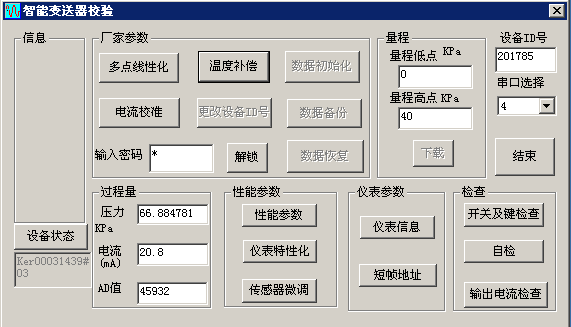 智能变送器校验
信息
厂家参数
量程
设备ID号
多点线性化
温度补偿
数据初始化
量程低点 KPa
0
201785
串口选择
电流校准
更改设备ID号
数据备份
量程高点 KPa
40
4
输入密码
*
解锁
数据恢复
下载
结束
过程量
性能参数
仪表参数
检查
压力
KPa
66.884781
性能参数
仪表信息
开关及键检查
设备状态
电流
(mA)
20.8
仪表特性化
自检
Ker00031439#
03
短帧地址
AD值
45932
传感器微调
输出电流检查